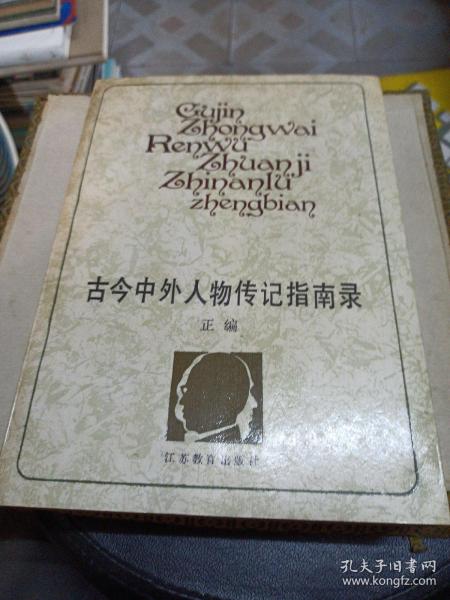 Gujin
Zhongwai
Renwu
Zhuanji
Zhinanlu
zhengbian
古今中外人物传记指南录
正编
江苏教育出版社
孔夫子旧书网
www.kongfz.com